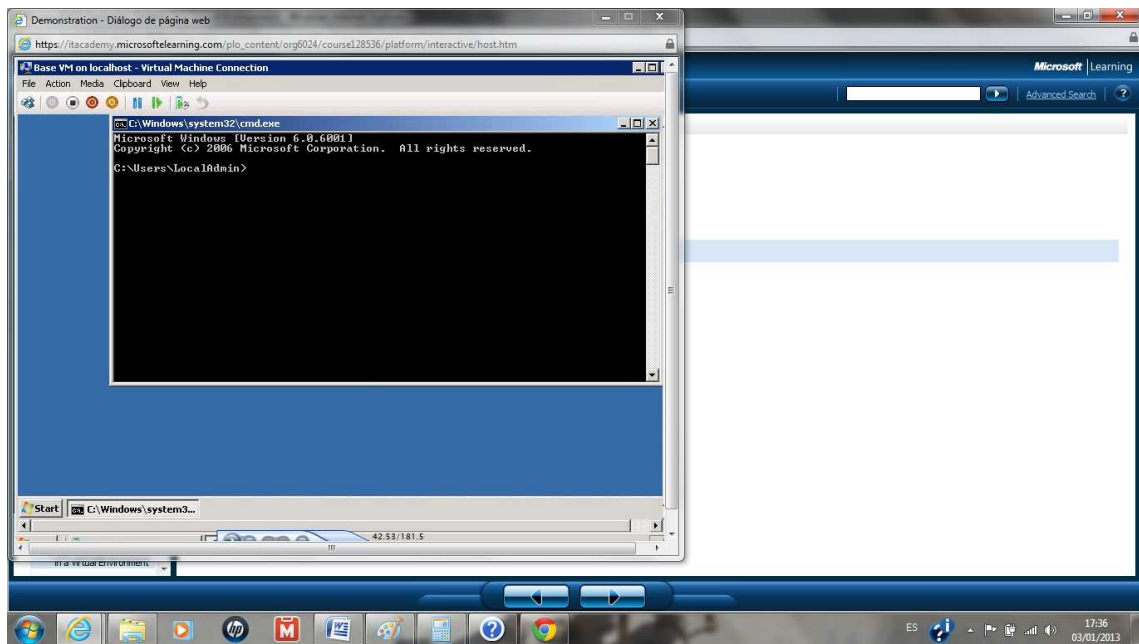 Demonstration - Diálogo de página web
https://itacademy.microsoftelearning.com/plo_content/org6024/course128536/platform/interactive/host.htm
Base VM on localhost - Virtual Machine Connection
File Action Media Clipboard View Help
Microsoft | Learning
Advanced Search
C:\Windows\system32\cmd.exe
Microsoft Windows [Version 6.0.6001]
Copyright (c) 2006 Microsoft Corporation. All rights reserved.
C:\Users\LocalAdmin>
Start
C:\Windows\system3...
42.53/181.5
in a Virtual Environment
ES
17:36
03/01/2013